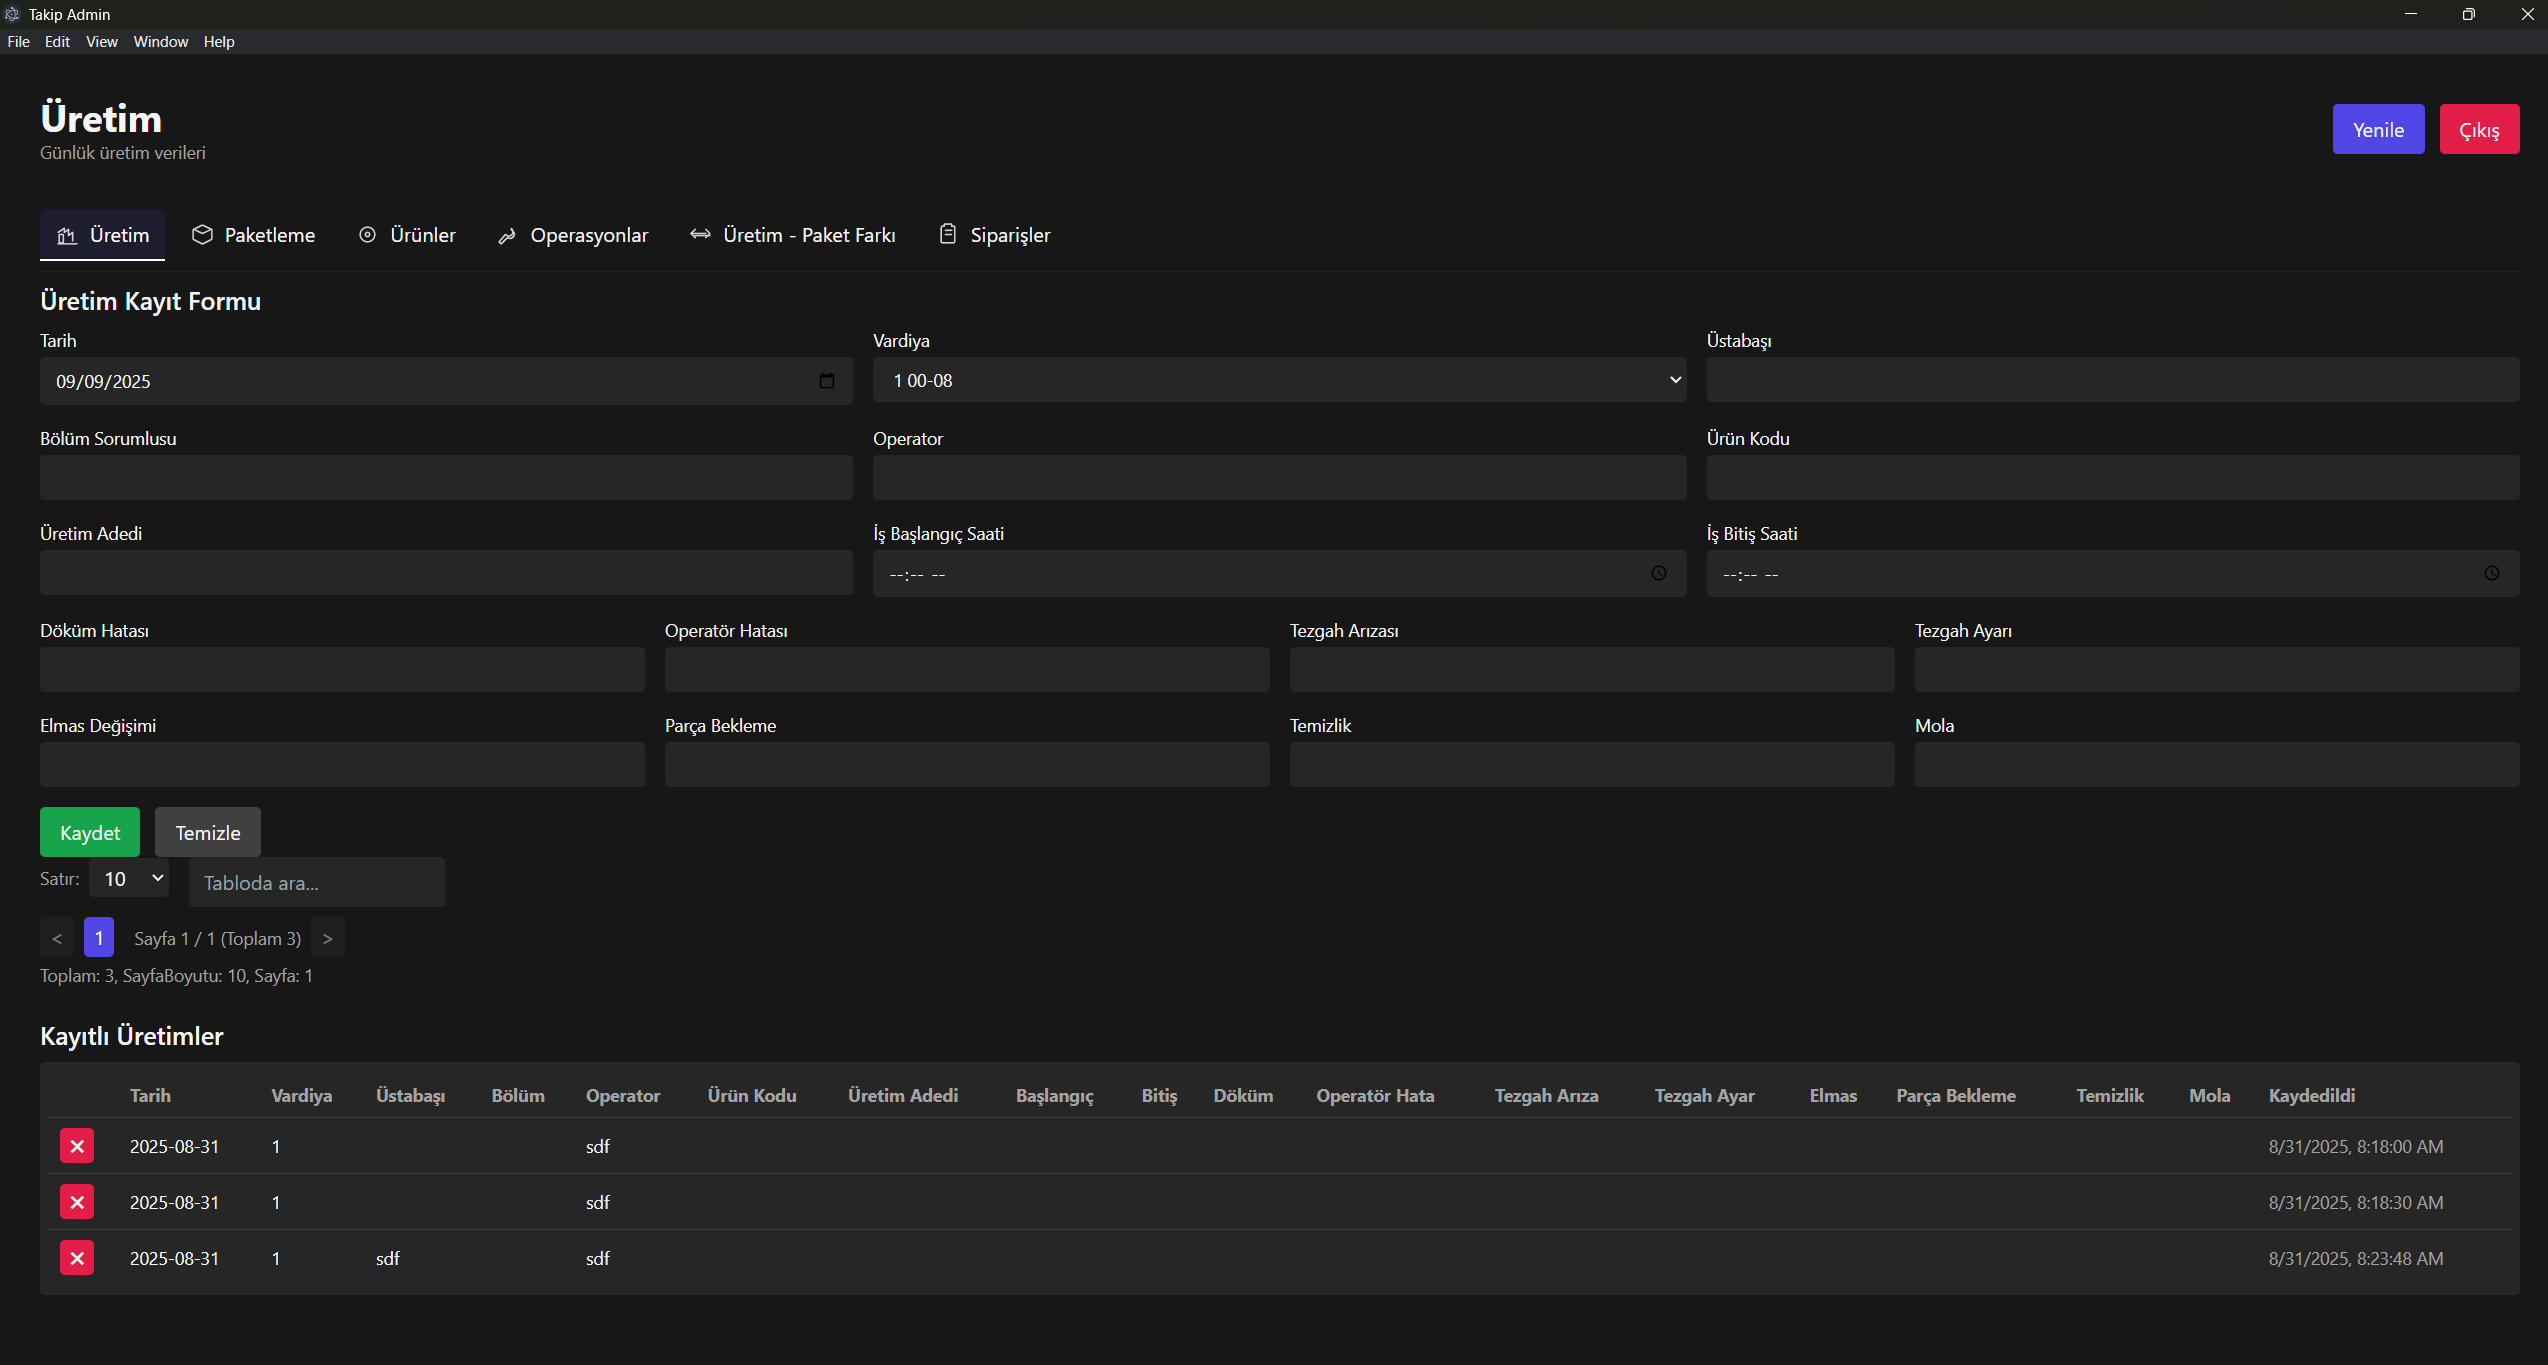 Takip Admin
File Edit View Window Help
Üretim
Günlük üretim verileri
Yenile Çıkış
Üretim Paketleme Ürünler Operasyonlar Üretim - Paket Farkı Siparişler
Üretim Kayıt Formu
Tarih Vardiya Üstabaşı
09/09/2025 1 00-08
Bölüm Sorumlusu Operator Ürün Kodu
Üretim Adedi İş Başlangıç Saati İş Bitiş Saati
--:-- -- --:-- --
Döküm Hatası Operatör Hatası Tezgah Arızası Tezgah Ayarı
Elmas Değişimi Parça Bekleme Temizlik Mola
Kaydet Temizle
Satır: 10 Tabloda ara...
< 1 Sayfa 1 / 1 (Toplam 3) >
Toplam: 3, SayfaBoyutu: 10, Sayfa: 1
Kayıtlı Üretimler
Tarih Vardiya Üstabaşı Bölüm Operator Ürün Kodu Üretim Adedi Başlangıç Bitiş Döküm Operatör Hata Tezgah Arıza Tezgah Ayar Elmas Parça Bekleme Temizlik Mola Kaydedildi
2025-08-31 1 sdf 8/31/2025, 8:18:00 AM
2025-08-31 1 sdf 8/31/2025, 8:18:30 AM
2025-08-31 1 sdf sdf 8/31/2025, 8:23:48 AM